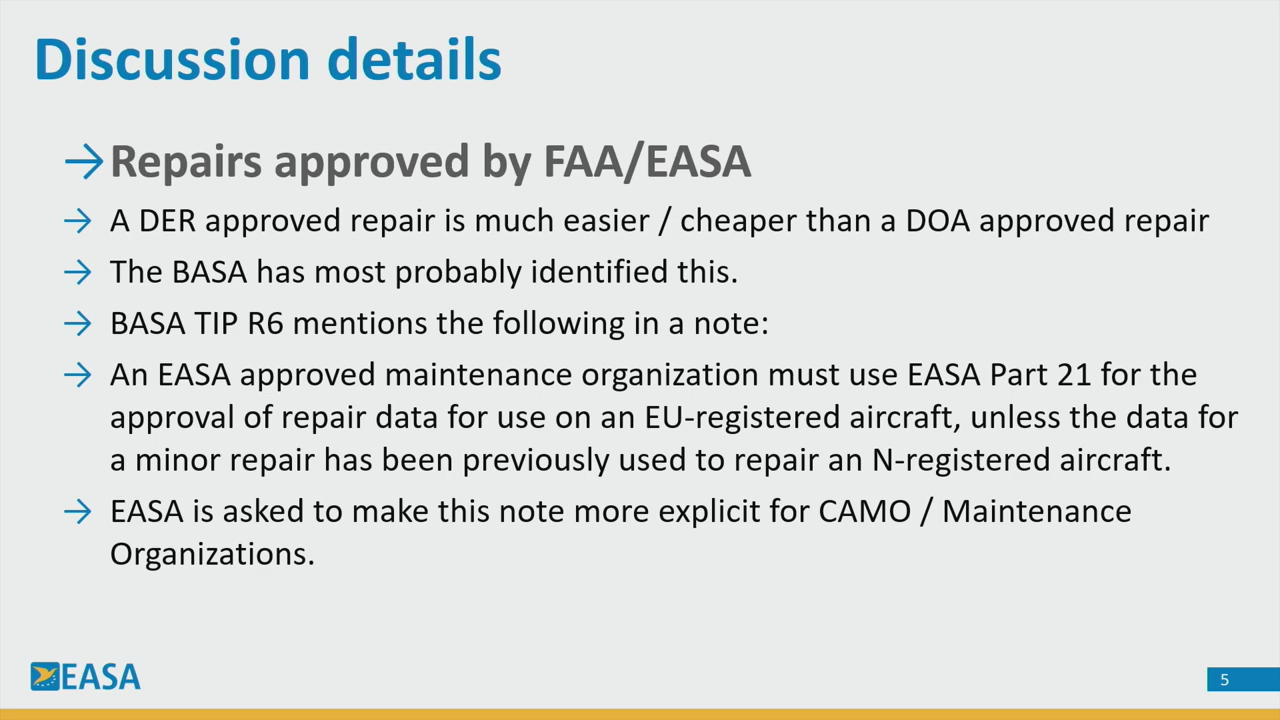 Discussion details
→Repairs approved by FAA/EASA
→ A DER approved repair is much easier / cheaper than a DOA approved repair
→ The BASA has most probably identified this.
→ BASA TIP R6 mentions the following in a note:
→ An EASA approved maintenance organization must use EASA Part 21 for the
approval of repair data for use on an EU-registered aircraft, unless the data for
a minor repair has been previously used to repair an N-registered aircraft.
→ EASA is asked to make this note more explicit for CAMO / Maintenance
Organizations.
EASA
5